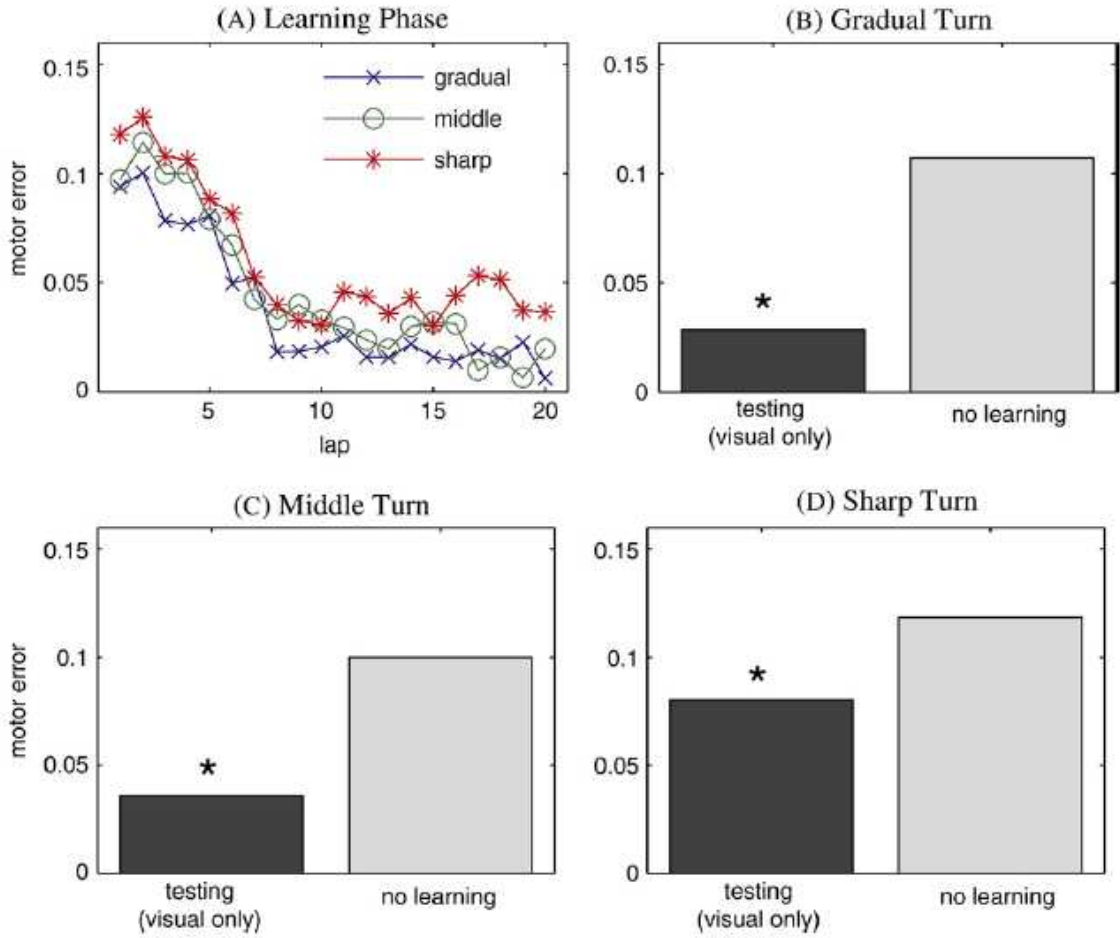 (A) Learning Phase
0.15
0.1
0.05
0
motor error
gradual
middle
sharp
5 10 15 20
lap
(B) Gradual Turn
0.15
0.1
0.05
0
*
testing
(visual only)
no learning
(C) Middle Turn
0.15
0.1
0.05
0
motor error
*
testing
(visual only)
no learning
(D) Sharp Turn
0.15
0.1
0.05
0
*
testing
(visual only)
no learning